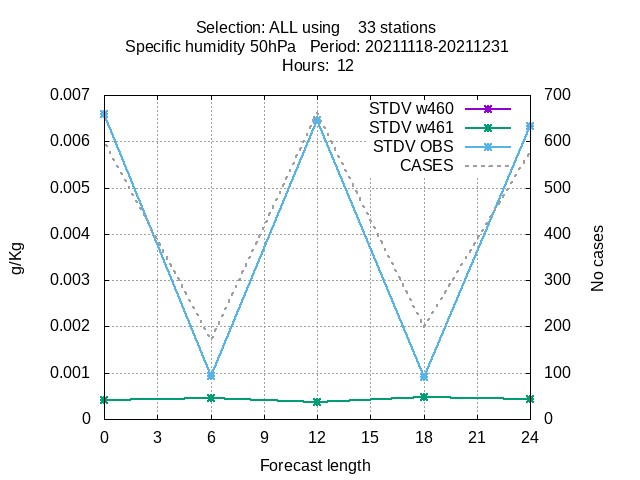 Selection: ALL using    33 stations
Specific humidity 50hPa   Period: 20211118-20211231
Hours:  12
0.007
0.006
0.005
0.004
0.003
0.002
0.001
0
g/Kg
STDV w460
STDV w461
STDV OBS
CASES
700
600
500
400
300
200
100
0
No cases
0 3 6 9 12 15 18 21 24
Forecast length